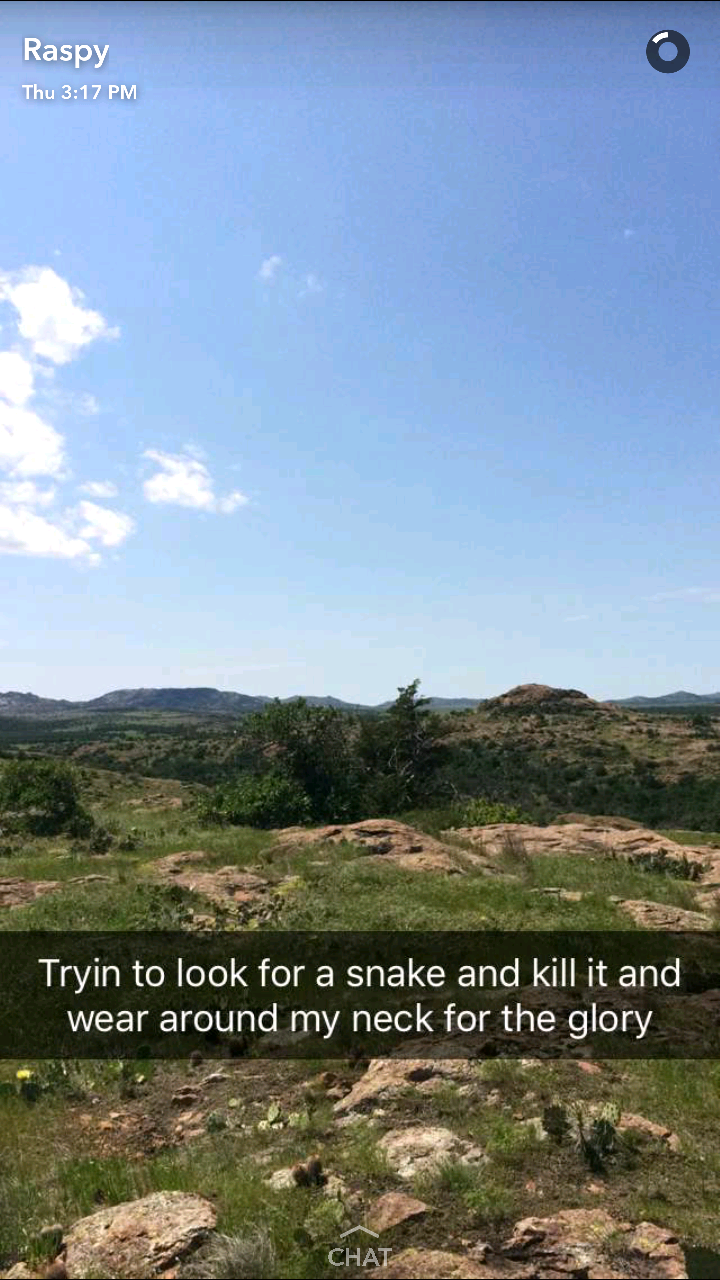 Raspy
Thu 3:17 PM
Tryin to look for a snake and kill it and
wear around my neck for the glory
CHAT